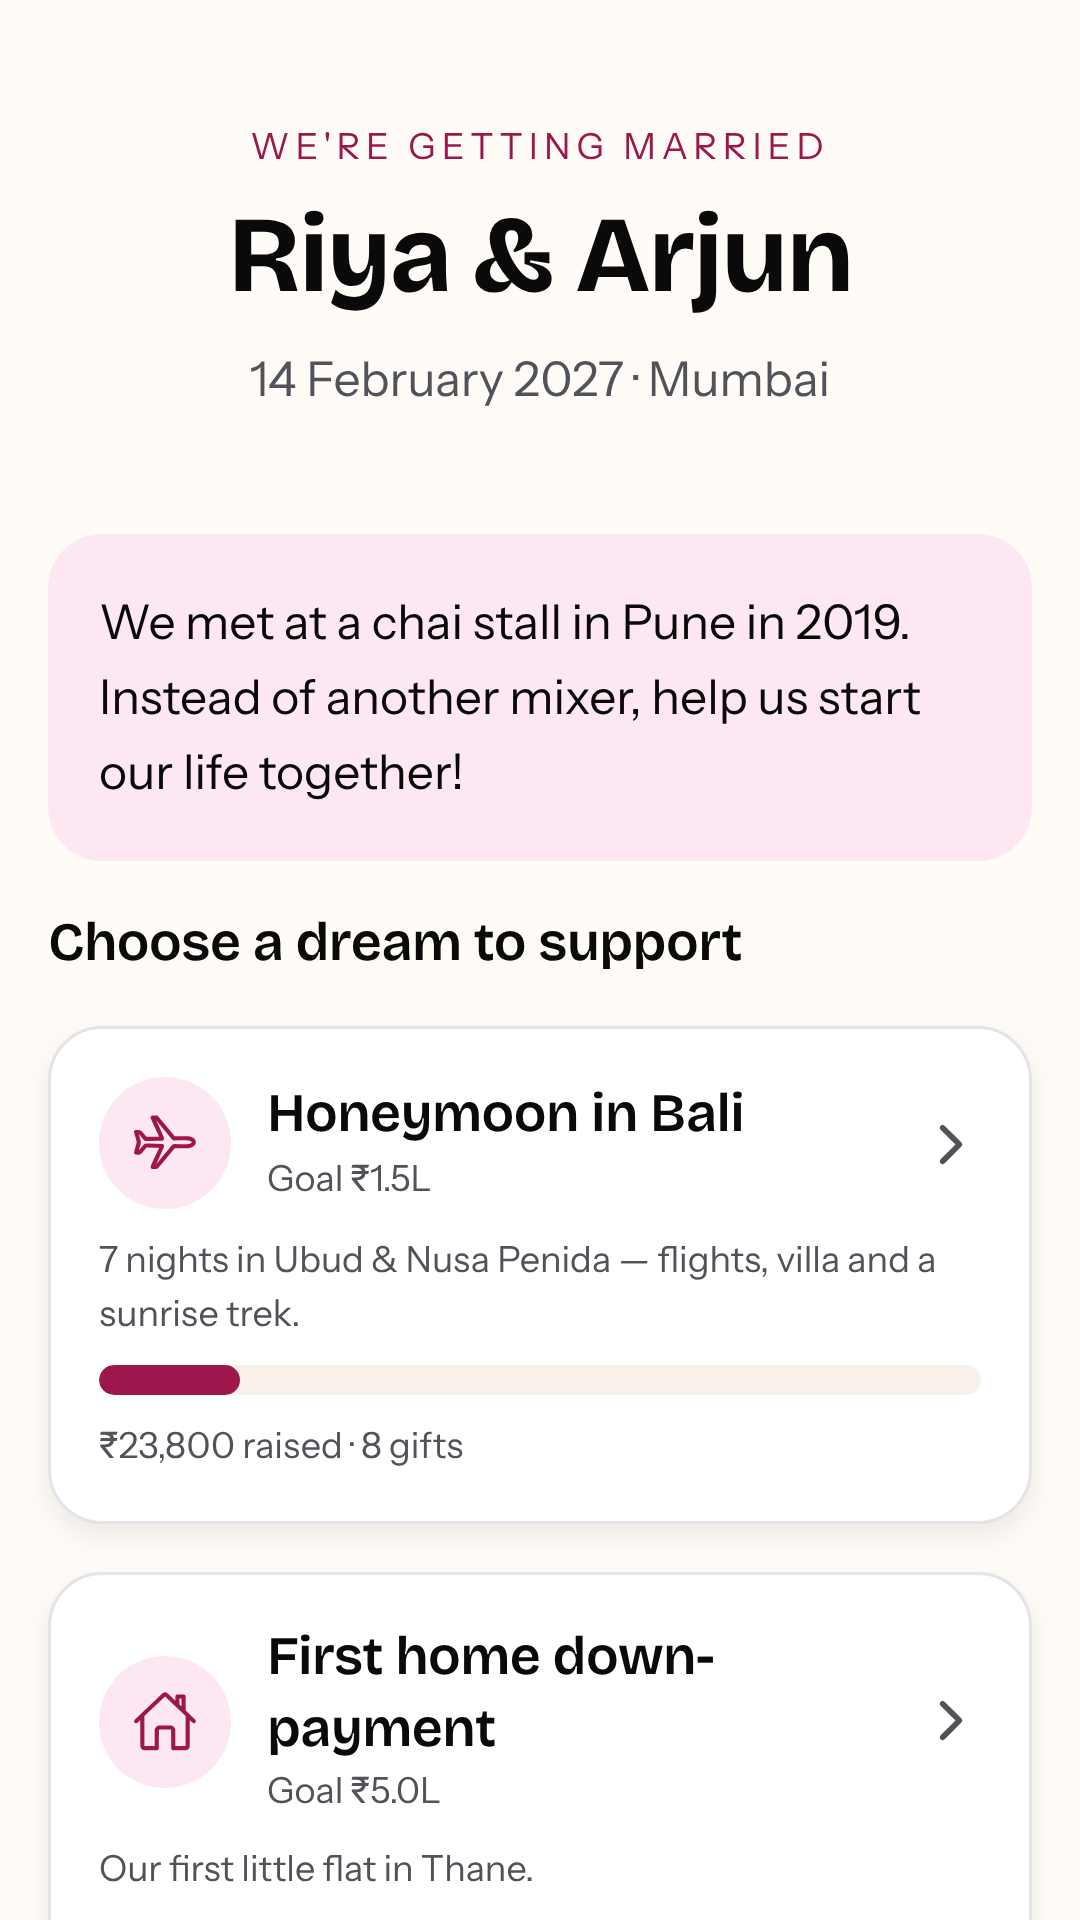 WE'RE GETTING MARRIED
Riya & Arjun
14 February 2027 · Mumbai
We met at a chai stall in Pune in 2019.
Instead of another mixer, help us start
our life together!
Choose a dream to support
Honeymoon in Bali
Goal ₹1.5L
7 nights in Ubud & Nusa Penida — flights, villa and a
sunrise trek.
₹23,800 raised · 8 gifts
First home down-
payment
Goal ₹5.0L
Our first little flat in Thane.